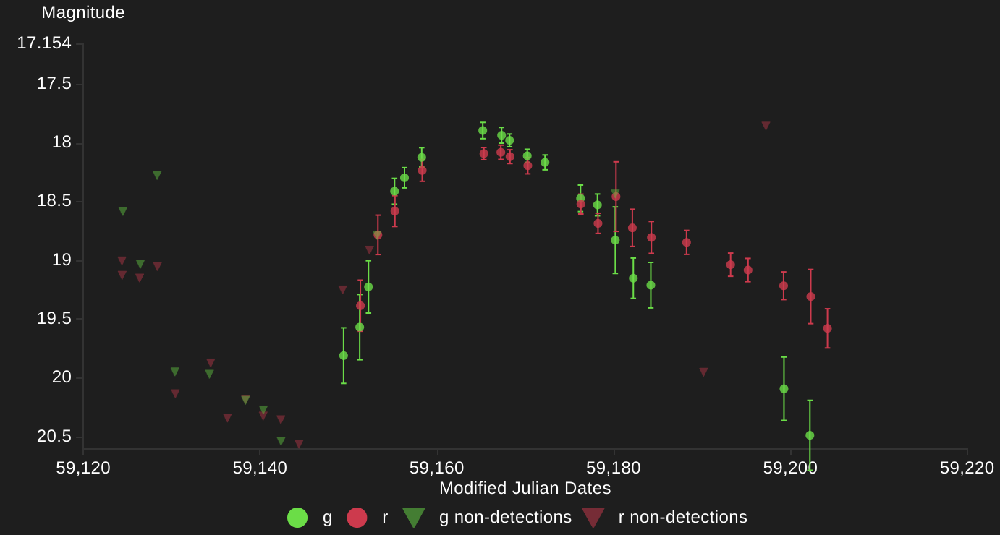 Magnitude
17.154
17.5
18
18.5
19
19.5
20
20.5
59,120 59,140 59,160 59,180 59,200 59,220
Modified Julian Dates
g r g non-detections r non-detections